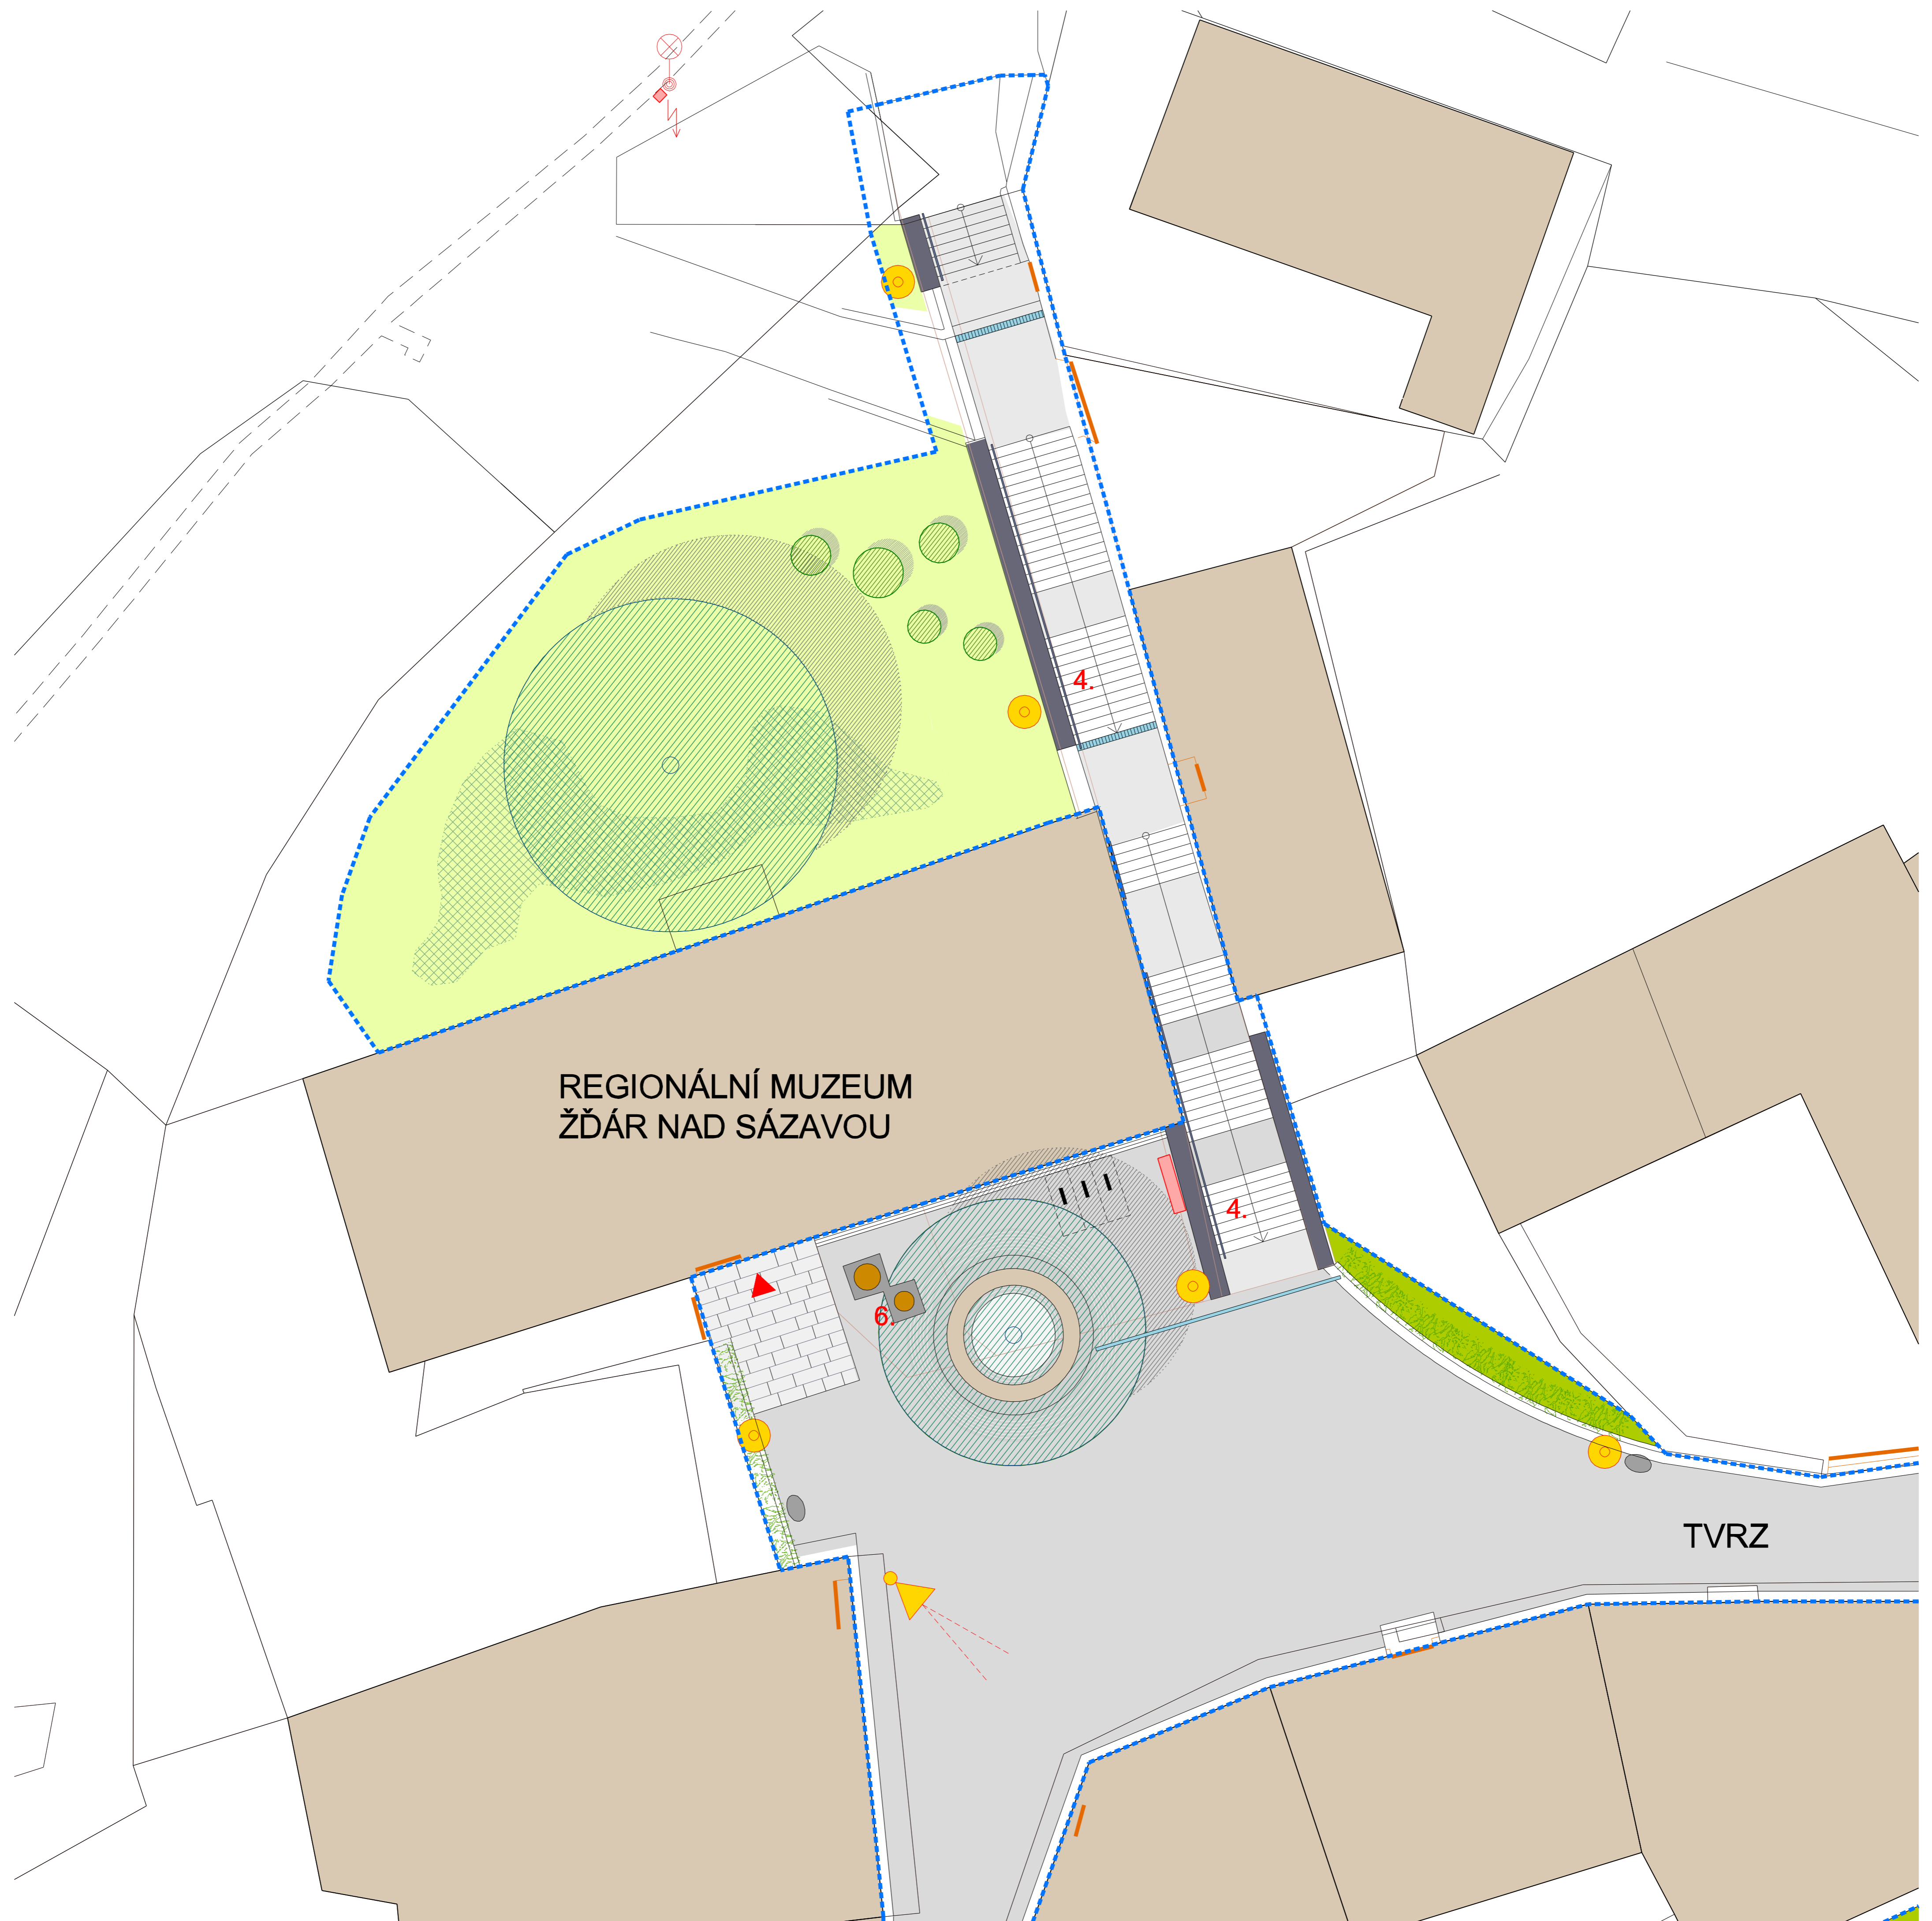 4.
REGIONÁLNÍ MUZEUM
ŽĎÁR NAD SÁZAVOU
4.
6.
TVRZ